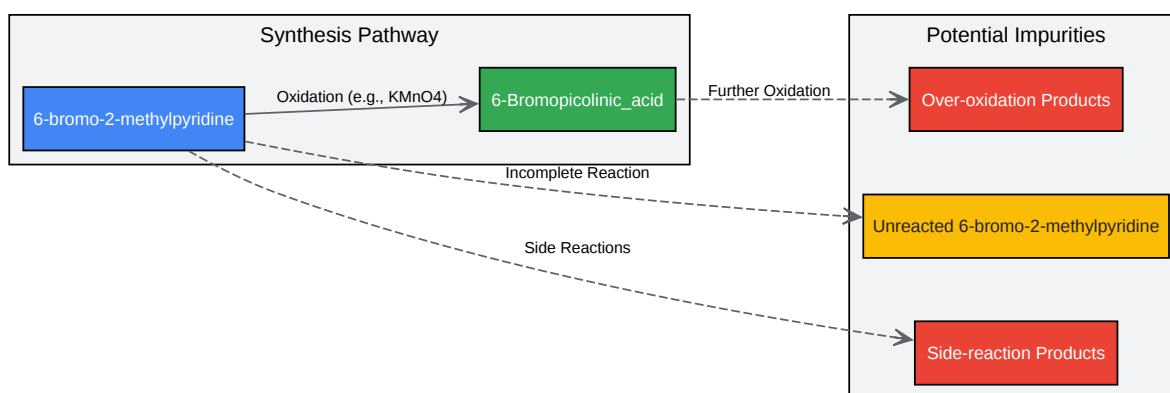 Synthesis Pathway
Potential Impurities
6-bromo-2-methylpyridine
Oxidation (e.g., KMnO4)
6-Bromopicolinic_acid
Further Oxidation
Over-oxidation Products
Incomplete Reaction
Unreacted 6-bromo-2-methylpyridine
Side Reactions
Side-reaction Products